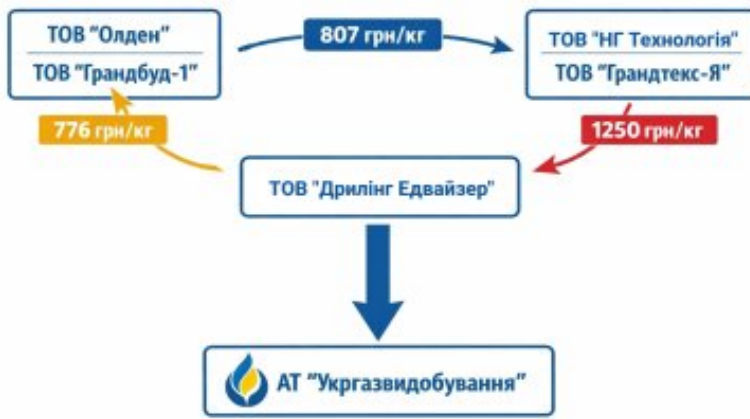 ТОВ "Олден"
ТОВ "Грандбуд-1"
807 грн/кг
ТОВ "НГ Технологія"
ТОВ "Грандтекс-Я"
776 грн/кг
1250 грн/кг
ТОВ "Дрилінг Едвайзер"
АТ "Укргазвидобування"